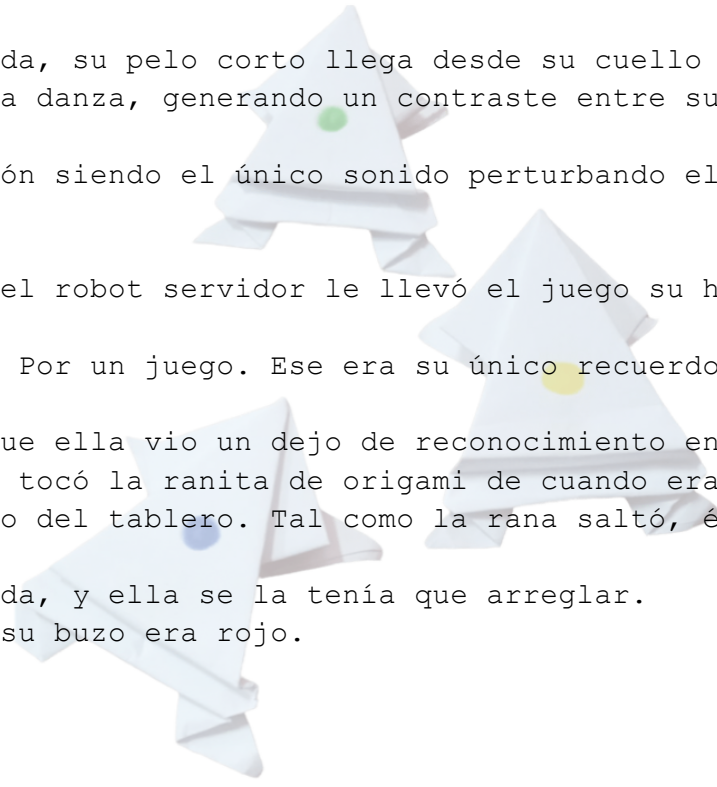 da, su pelo corto llega desde su cuello
a danza, generando un contraste entre su
ón siendo el único sonido perturbando el
el robot servidor le llevó el juego su h
Por un juego. Ese era su único recuerdo
ue ella vio un dejo de reconocimiento en
tocó la ranita de origami de cuando era
o del tablero. Tal como la rana saltó, é
da, y ella se la tenía que arreglar.
su buzo era rojo.